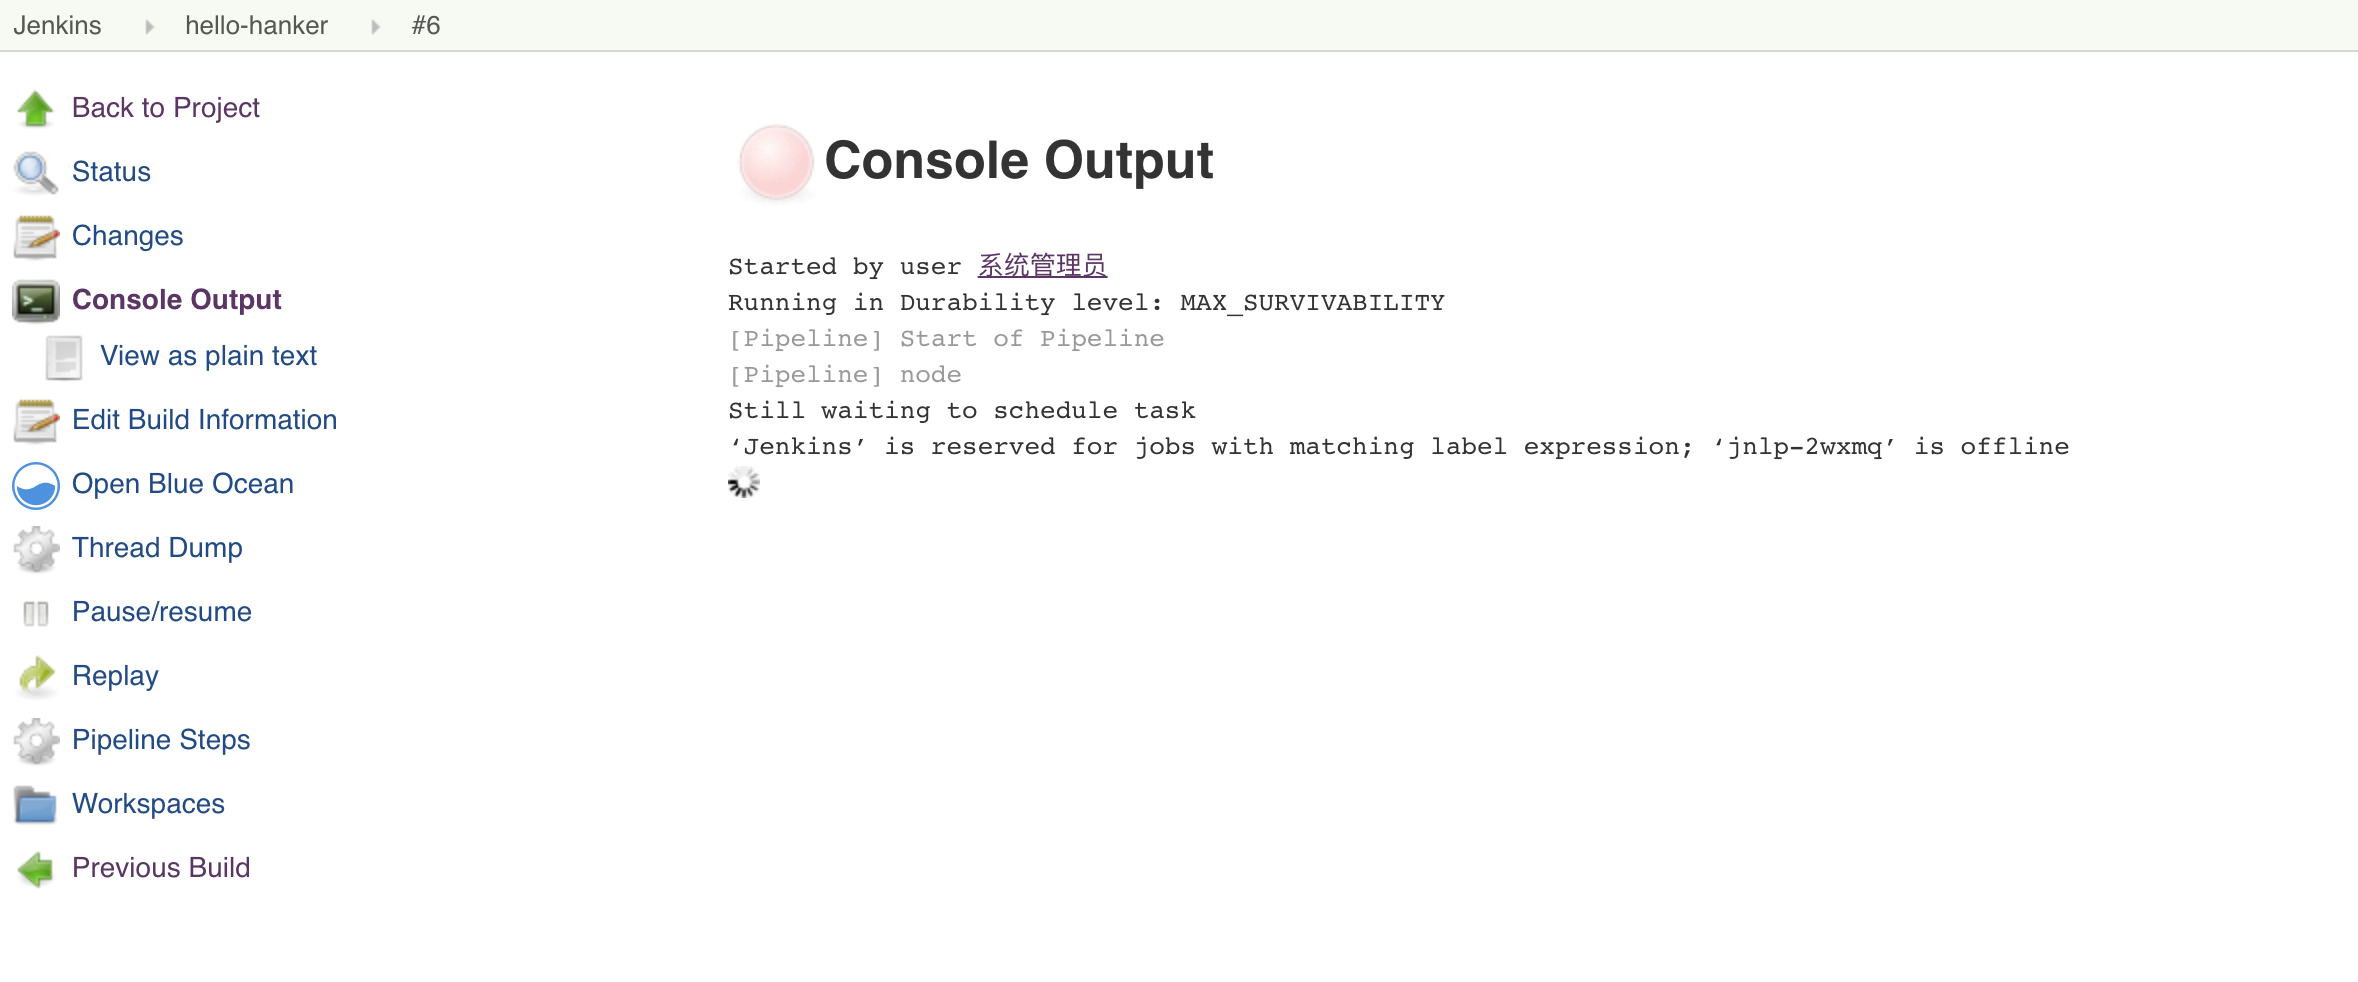 Jenkins hello-hanker #6
Back to Project
Status
Changes
Console Output
View as plain text
Edit Build Information
Open Blue Ocean
Thread Dump
Pause/resume
Replay
Pipeline Steps
Workspaces
Previous Build
Console Output
Started by user 系统管理员
Running in Durability level: MAX_SURVIVABILITY
[Pipeline] Start of Pipeline
[Pipeline] node
Still waiting to schedule task
‘Jenkins’ is reserved for jobs with matching label expression; ‘jnlp-2wxmq’ is offline